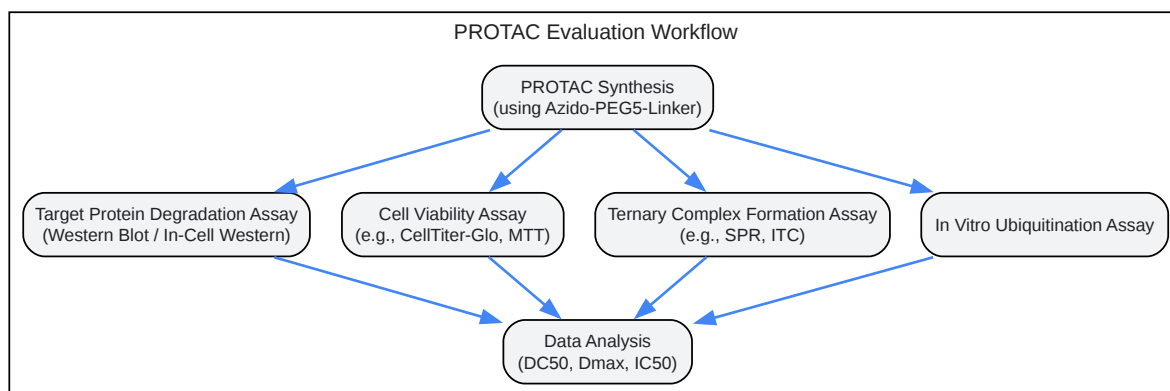 PROTAC Evaluation Workflow
PROTAC Synthesis
(using Azido-PEG5-Linker)
Target Protein Degradation Assay
(Western Blot / In-Cell Western)
Cell Viability Assay
(e.g., CellTiter-Glo, MTT)
Ternary Complex Formation Assay
(e.g., SPR, ITC)
In Vitro Ubiquitination Assay
Data Analysis
(DC50, Dmax, IC50)